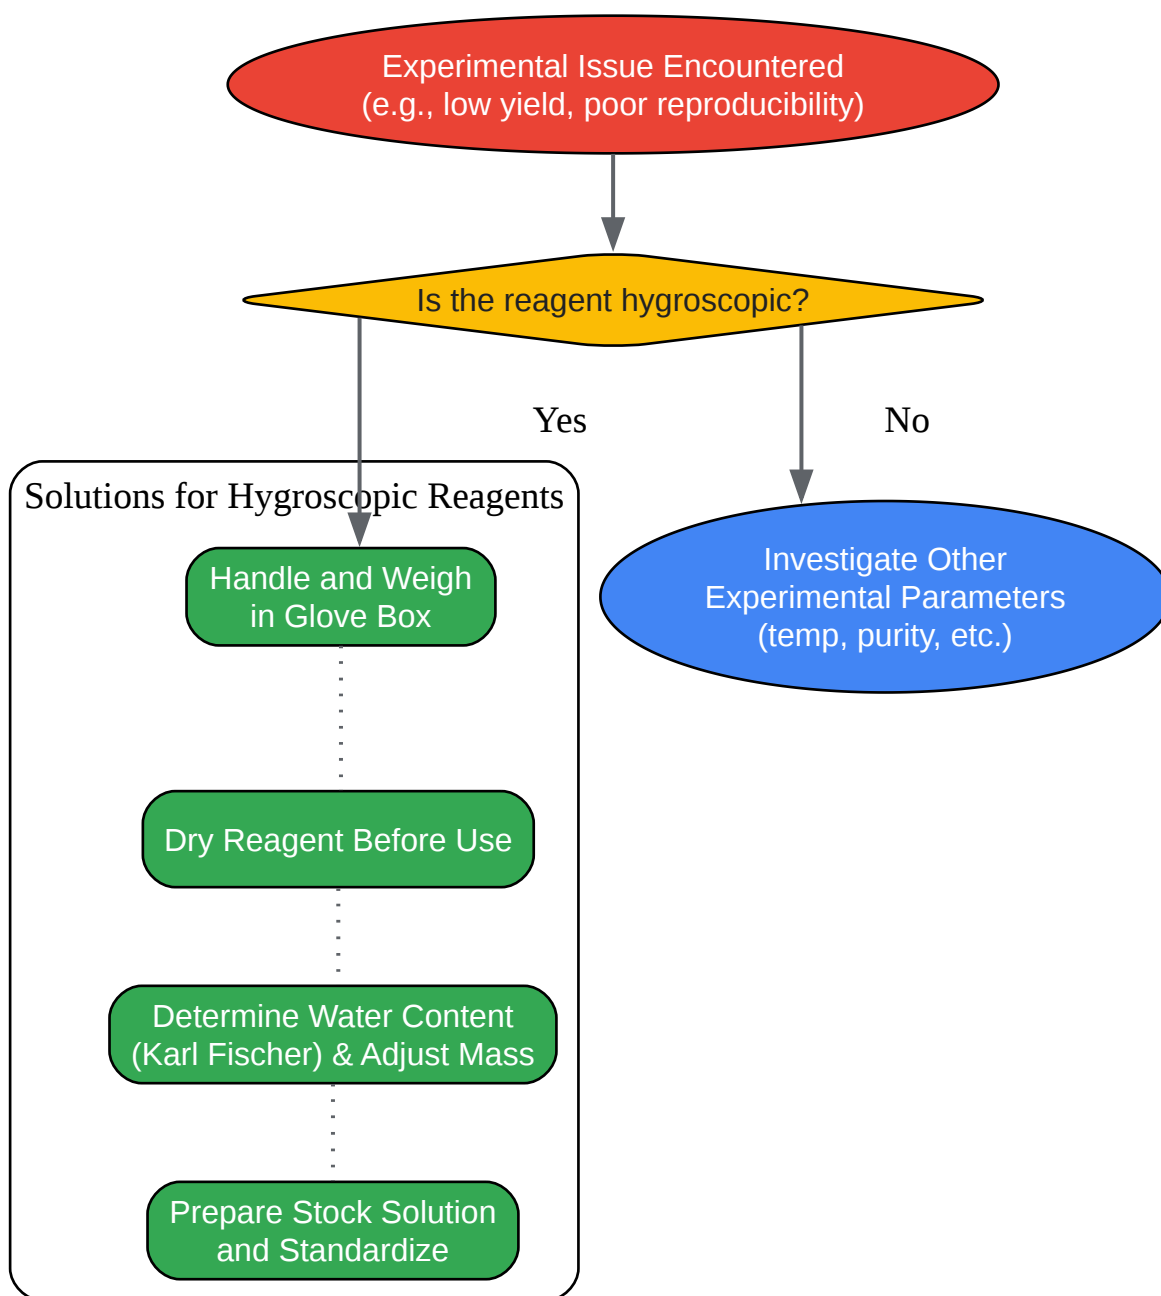 Experimental Issue Encountered
(e.g., low yield, poor reproducibility)
Is the reagent hygroscopic?
Yes
No
Solutions for Hygroscopic Reagents
Handle and Weigh
in Glove Box
Investigate Other
Experimental Parameters
(temp, purity, etc.)
Dry Reagent Before Use
Determine Water Content
(Karl Fischer) & Adjust Mass
Prepare Stock Solution
and Standardize